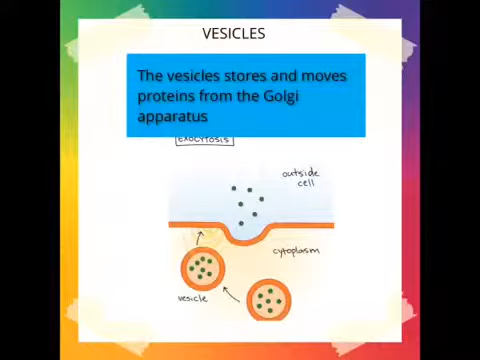 VESICLES
The vesicles stores and moves
proteins from the Golgi
apparatus
EXOCYTOSIS
outside
cell
cytoplasm
vesicle